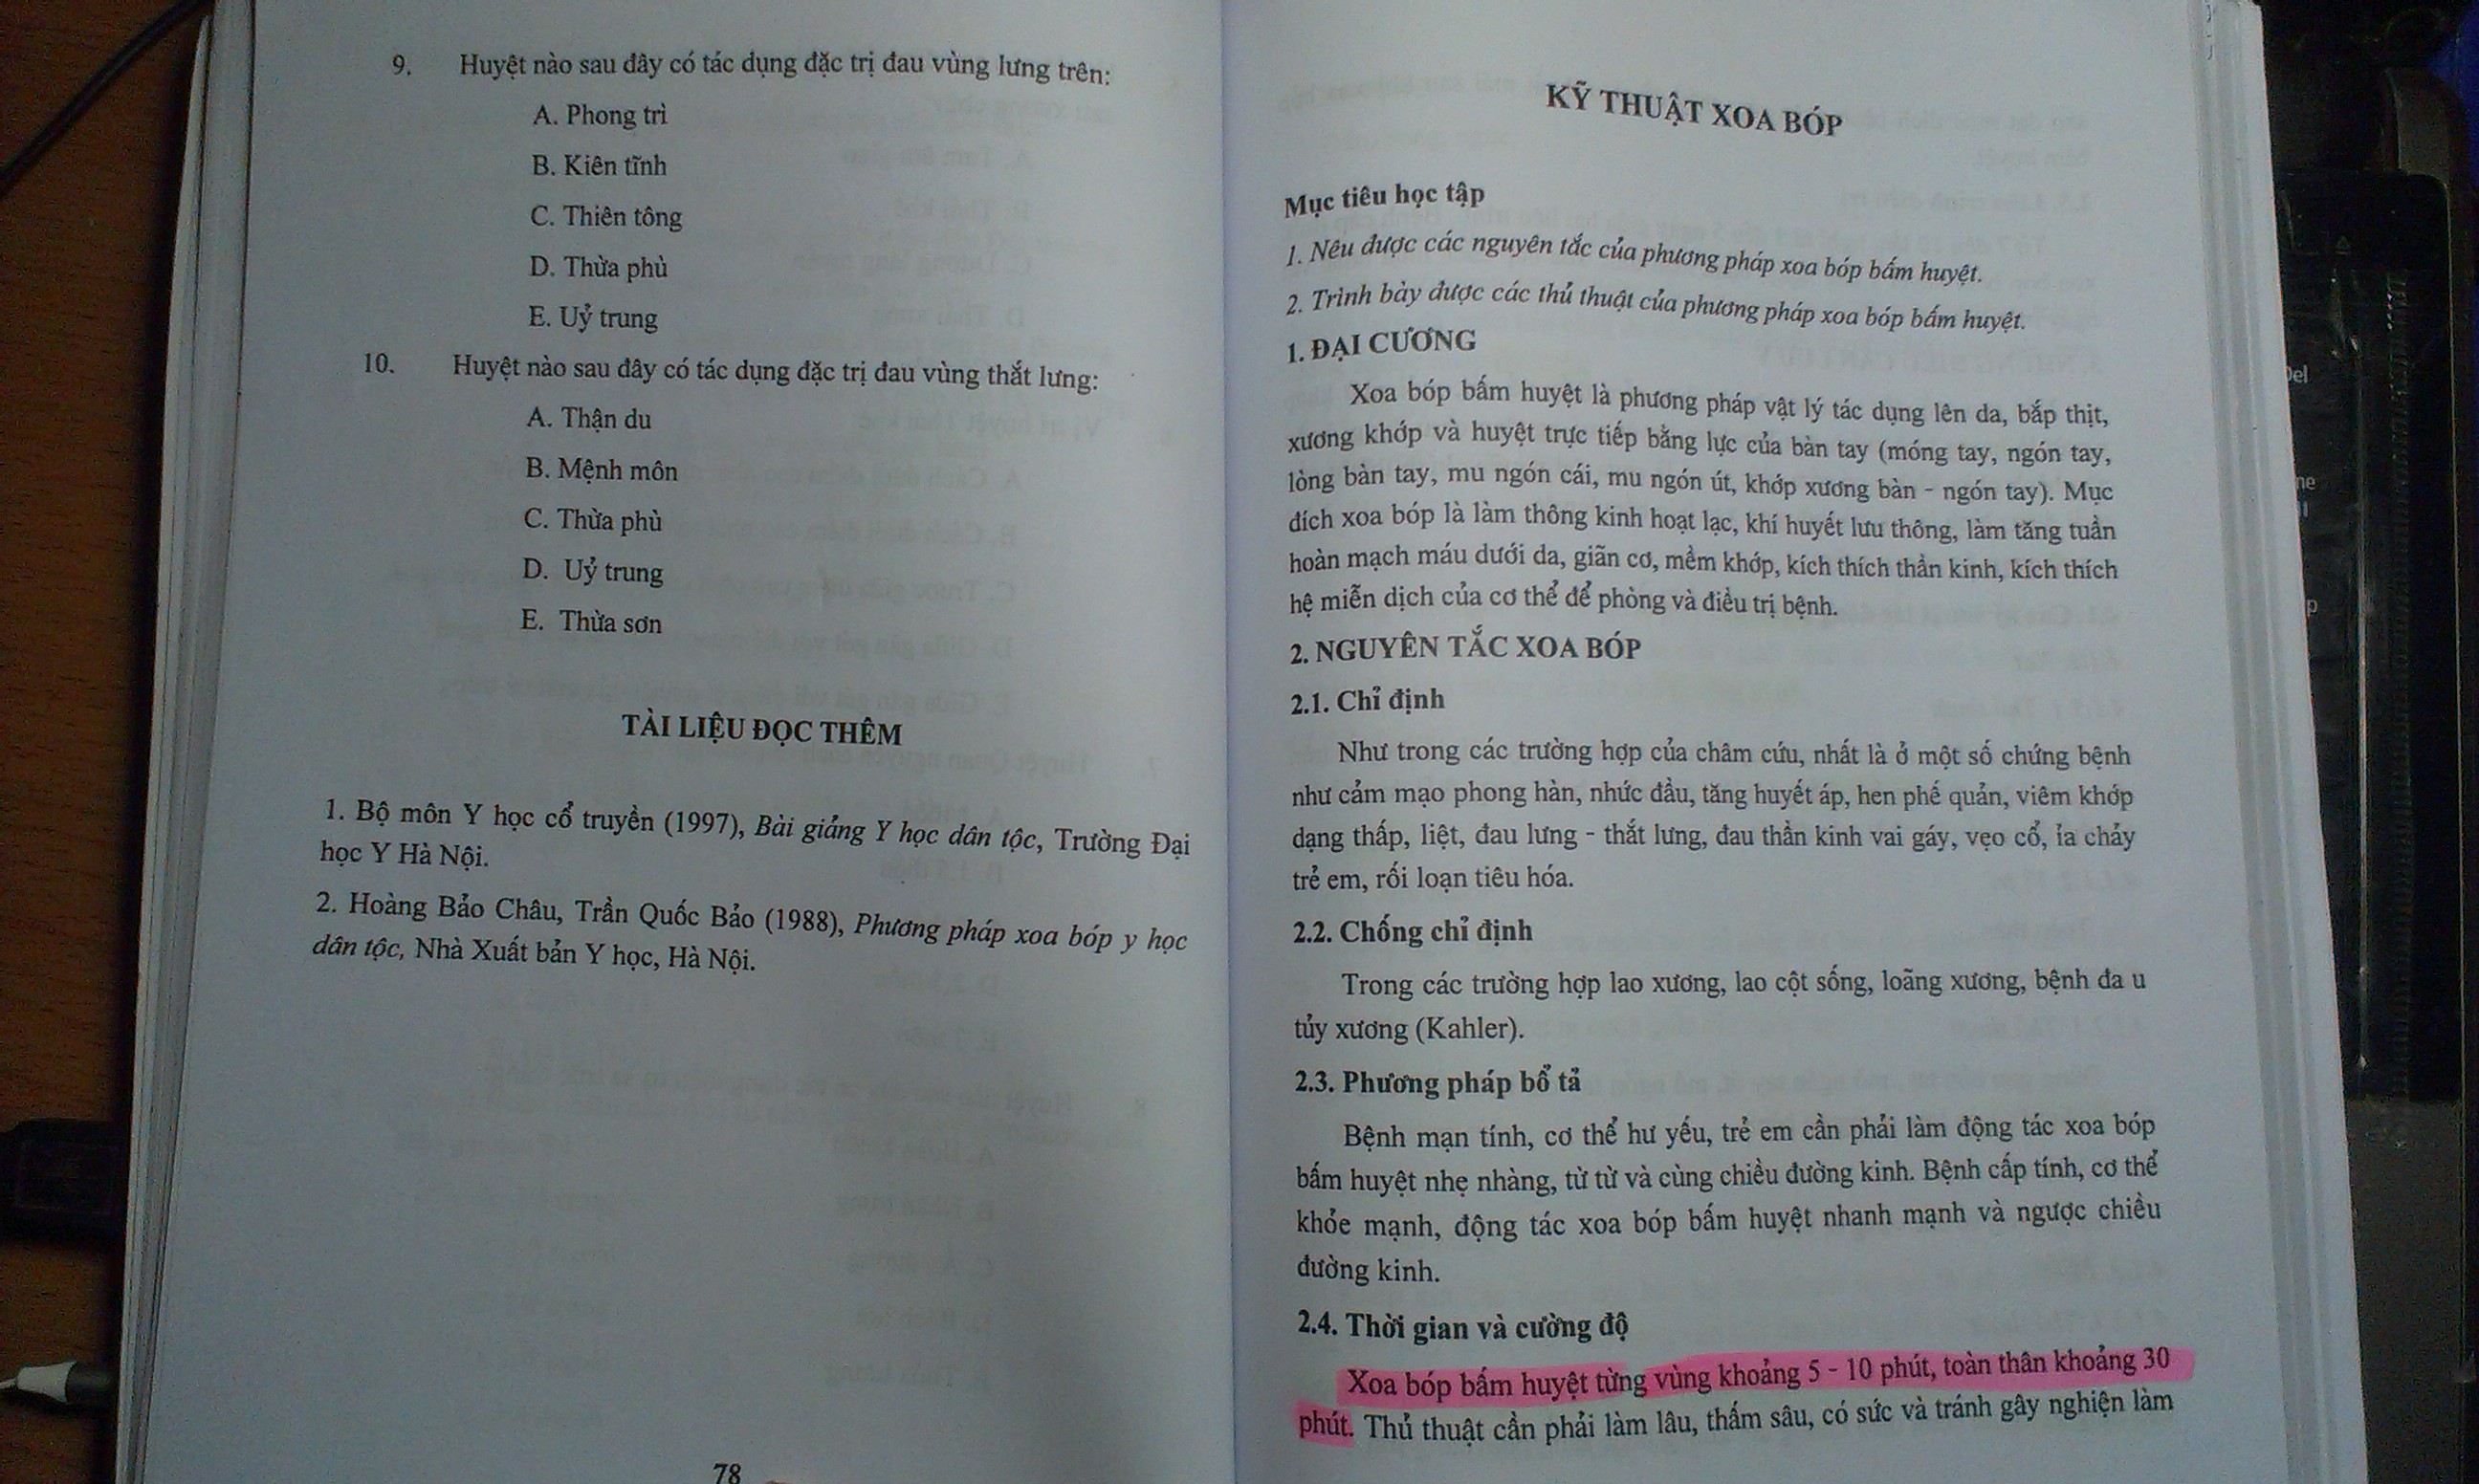 9. Huyệt nào sau đây có tác dụng đặc trị đau vùng lưng trên:
A. Phong trì
B. Kiên tĩnh
C. Thiên tông
D. Thừa phù
E. Uỷ trung
10. Huyệt nào sau đây có tác dụng đặc trị đau vùng thắt lưng:
A. Thận du
B. Mệnh môn
C. Thừa phù
D. Uỷ trung
E. Thừa sơn
TÀI LIỆU ĐỌC THÊM
1. Bộ môn Y học cổ truyền (1997), Bài giảng Y học dân tộc, Trường Đại
học Y Hà Nội.
2. Hoàng Bảo Châu, Trần Quốc Bảo (1988), Phương pháp xoa bóp y học
dân tộc, Nhà Xuất bản Y học, Hà Nội.
78
KỸ THUẬT XOA BÓP
Mục tiêu học tập
1. Nêu được các nguyên tắc của phương pháp xoa bóp bấm huyệt.
2. Trình bày được các thủ thuật của phương pháp xoa bóp bấm huyệt.
1. ĐẠI CƯƠNG
Xoa bóp bấm huyệt là phương pháp vật lý tác dụng lên da, bắp thịt,
xương khớp và huyệt trực tiếp bằng lực của bàn tay (móng tay, ngón tay,
lòng bàn tay, mu ngón cái, mu ngón út, khớp xương bàn - ngón tay). Mục
đích xoa bóp là làm thông kinh hoạt lạc, khí huyết lưu thông, làm tăng tuần
hoàn mạch máu dưới da, giãn cơ, mềm khớp, kích thích thần kinh, kích thích
hệ miễn dịch của cơ thể để phòng và điều trị bệnh.
2. NGUYÊN TẮC XOA BÓP
2.1. Chỉ định
Như trong các trường hợp của châm cứu, nhất là ở một số chứng bệnh
như cảm mạo phong hàn, nhức đầu, tăng huyết áp, hen phế quản, viêm khớp
dạng thấp, liệt, đau lưng - thắt lưng, đau thần kinh vai gáy, vẹo cổ, ỉa chảy
trẻ em, rối loạn tiêu hóa.
2.2. Chống chỉ định
Trong các trường hợp lao xương, lao cột sống, loãng xương, bệnh đa u
tủy xương (Kahler).
2.3. Phương pháp bổ tả
Bệnh mạn tính, cơ thể hư yếu, trẻ em cần phải làm động tác xoa bóp
bấm huyệt nhẹ nhàng, từ từ và cùng chiều đường kinh. Bệnh cấp tính, cơ thể
khỏe mạnh, động tác xoa bóp bấm huyệt nhanh mạnh và ngược chiều
đường kinh.
2.4. Thời gian và cường độ
Xoa bóp bấm huyệt từng vùng khoảng 5 - 10 phút, toàn thân khoảng 30
phút. Thủ thuật cần phải làm lâu, thấm sâu, có sức và tránh gây nghiện làm